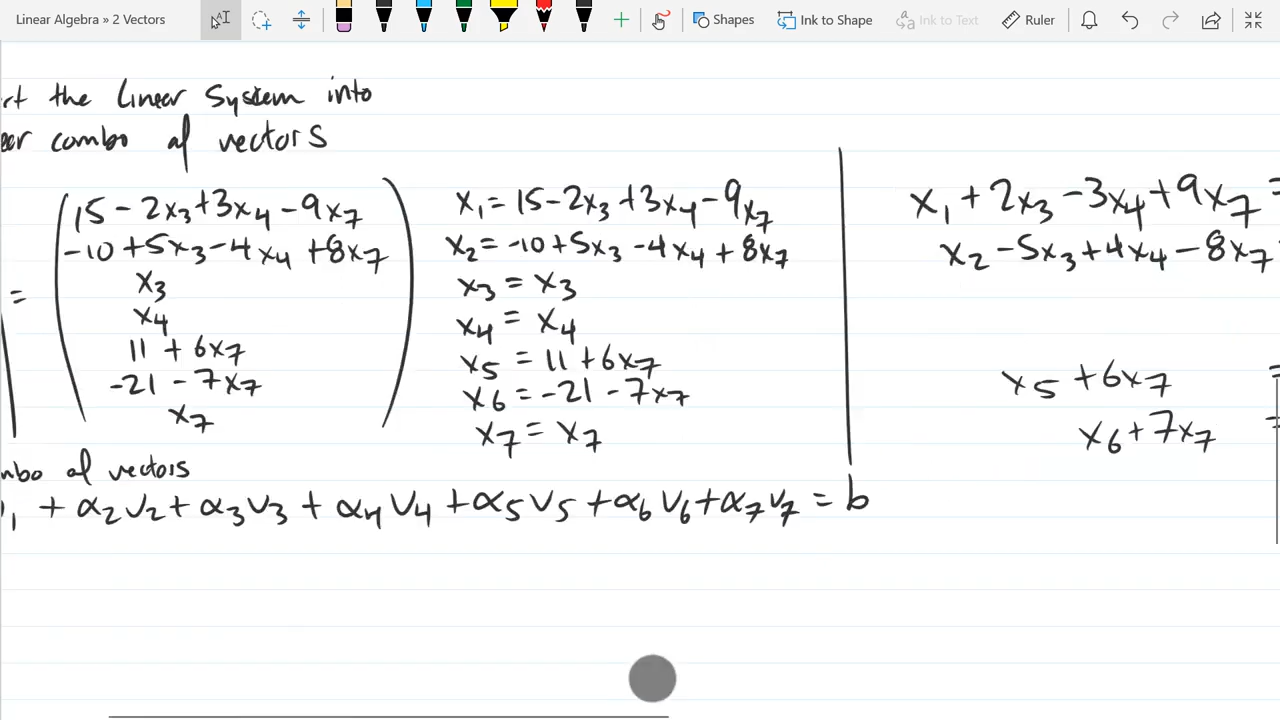 Linear Algebra » 2 Vectors
Shapes
Ink to Shape
Ink to Text
Ruler
rt the Linear System into
combo of vectors
= 
15 - 2x₃ + 3x₄ - 9x₇
-10 + 5x₃ - 4x₄ + 8x₇
x₃
x₄
11 + 6x₇
-21 - 7x₇
x₇
x₁ = 15 - 2x₃ + 3x₄ - 9x₇
x₂ = -10 + 5x₃ - 4x₄ + 8x₇
x₃ = x₃
x₄ = x₄
x₅ = 11 + 6x₇
x₆ = -21 - 7x₇
x₇ = x₇
x₁ + 2x₃ - 3x₄ + 9x₇ =
x₂ - 5x₃ + 4x₄ - 8x₇
x₅ + 6x₇ =
x₆ + 7x₇ =
mbo of vectors
₁ + α₂v₂ + α₃v₃ + α₄v₄ + α₅v₅ + α₆v₆ + α₇v₇ = b